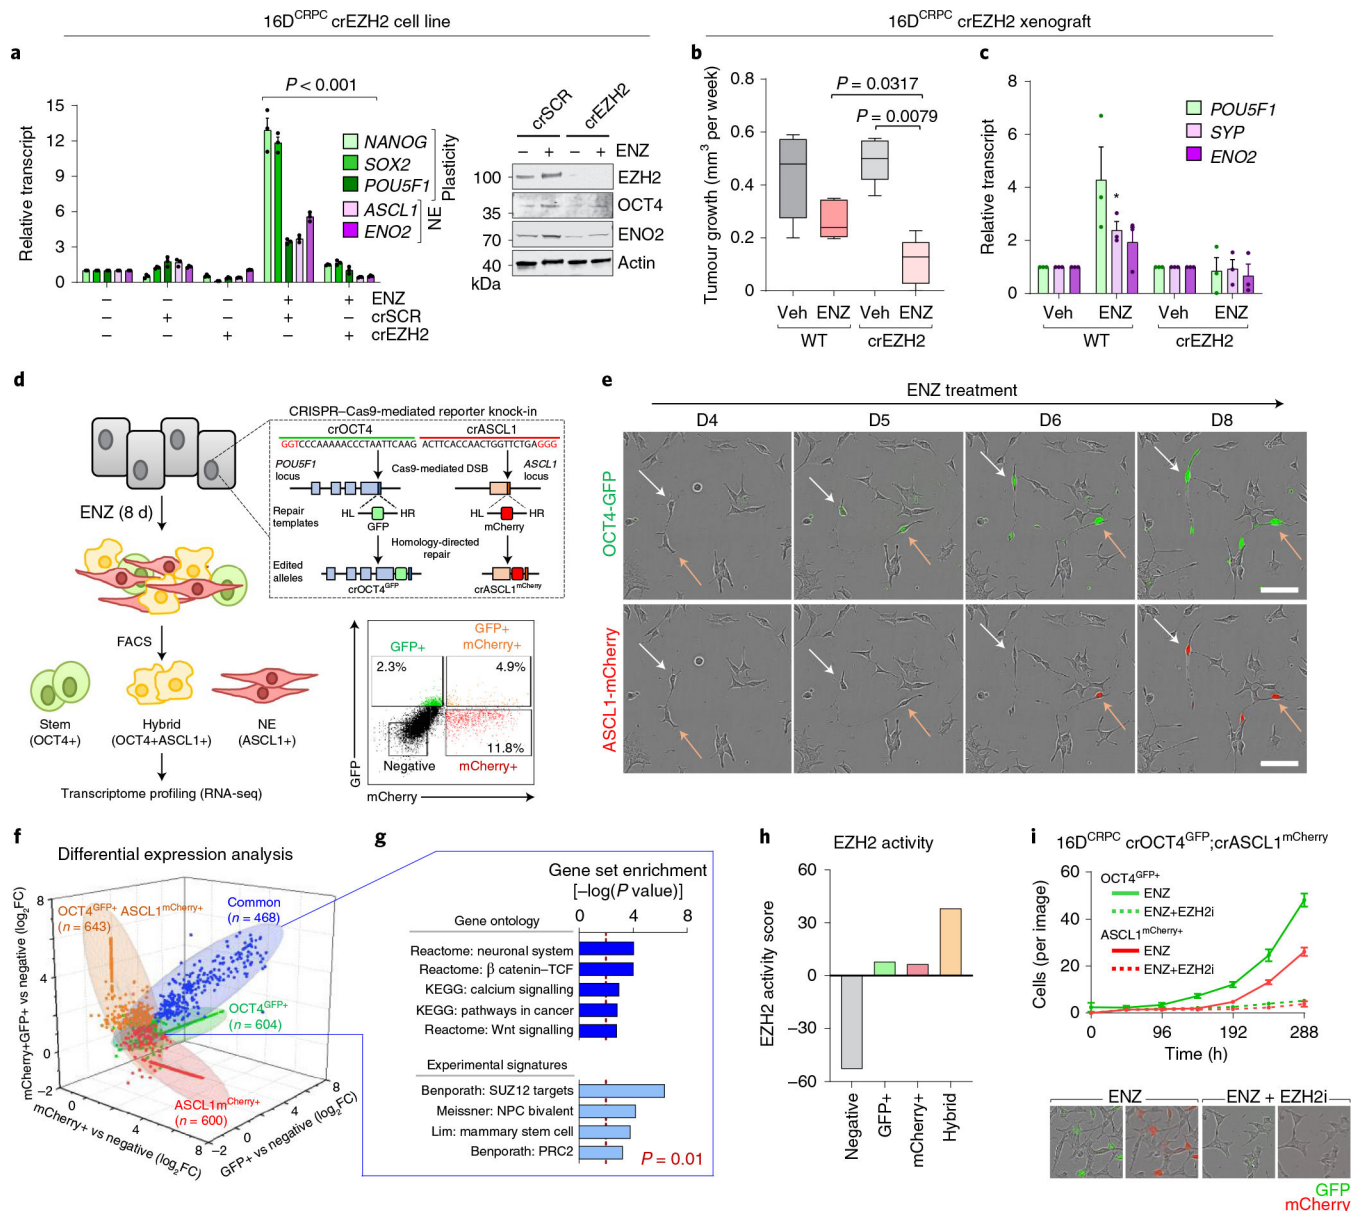 16D^CRPC crEZH2 cell line
16D^CRPC crEZH2 xenograft
a
P < 0.001
Relative transcript
15
12
9
6
3
0
NANOG
SOX2
POU5F1
ASCL1
ENO2
Plasticity
NE
– – – + + ENZ
– + – + – crSCR
– – + – + crEZH2
crSCR crEZH2
– + – + ENZ
100 EZH2
35 OCT4
70 ENO2
40 Actin
kDa
b
Tumour growth (mm³ per week)
0.8
0.6
0.4
0.2
0
P = 0.0317
P = 0.0079
Veh ENZ Veh ENZ
WT crEZH2
c
Relative transcript
8
6
4
2
0
POU5F1
SYP
ENO2
*
Veh ENZ Veh ENZ
WT crEZH2
d
ENZ (8 d)
FACS
Stem
(OCT4+)
Hybrid
(OCT4+ASCL1+)
NE
(ASCL1+)
Transcriptome profiling (RNA-seq)
CRISPR–Cas9-mediated reporter knock-in
crOCT4 crASCL1
GGTCCCAAAAACCCTAATTCAAG ACTTCACCAACTGGTTCTGAGGG
POU5F1
locus
Cas9-mediated DSB
ASCL1
locus
Repair
templates
HL HR HL HR
GFP mCherry
Homology-directed
repair
Edited
alleles
crOCT4^GFP crASCL1^mCherry
GFP+
GFP+
mCherry+
2.3%
4.9%
11.8%
Negative
mCherry+
GFP
mCherry
e
ENZ treatment
D4 D5 D6 D8
OCT4-GFP
ASCL1-mCherry
f
Differential expression analysis
mCherry+GFP+ vs negative (log₂FC)
8
4
2
0
–2
OCT4^GFP+ ASCL1^mCherry+
(n = 643)
Common
(n = 468)
OCT4^GFP+
(n = 604)
ASCL1m^Cherry+
(n = 600)
0
4
8
mCherry+ vs negative (log₂FC)
–2
0
4
8
GFP+ vs negative (log₂FC)
g
Gene set enrichment
[–log(P value)]
0 4 8
Gene ontology
Reactome: neuronal system
Reactome: β catenin–TCF
KEGG: calcium signalling
KEGG: pathways in cancer
Reactome: Wnt signalling
Experimental signatures
Benporath: SUZ12 targets
Meissner: NPC bivalent
Lim: mammary stem cell
Benporath: PRC2
P = 0.01
h
EZH2 activity
EZH2 activity score
60
30
0
–30
–60
Negative
GFP+
mCherry+
Hybrid
i
16D^CRPC crOCT4^GFP;crASCL1^mCherry
Cells (per image)
60
40
20
0
OCT4^GFP+
ENZ
ENZ+EZH2i
ASCL1^mCherry+
ENZ
ENZ+EZH2i
0 96 192 288
Time (h)
ENZ ENZ + EZH2i
GFP
mCherry